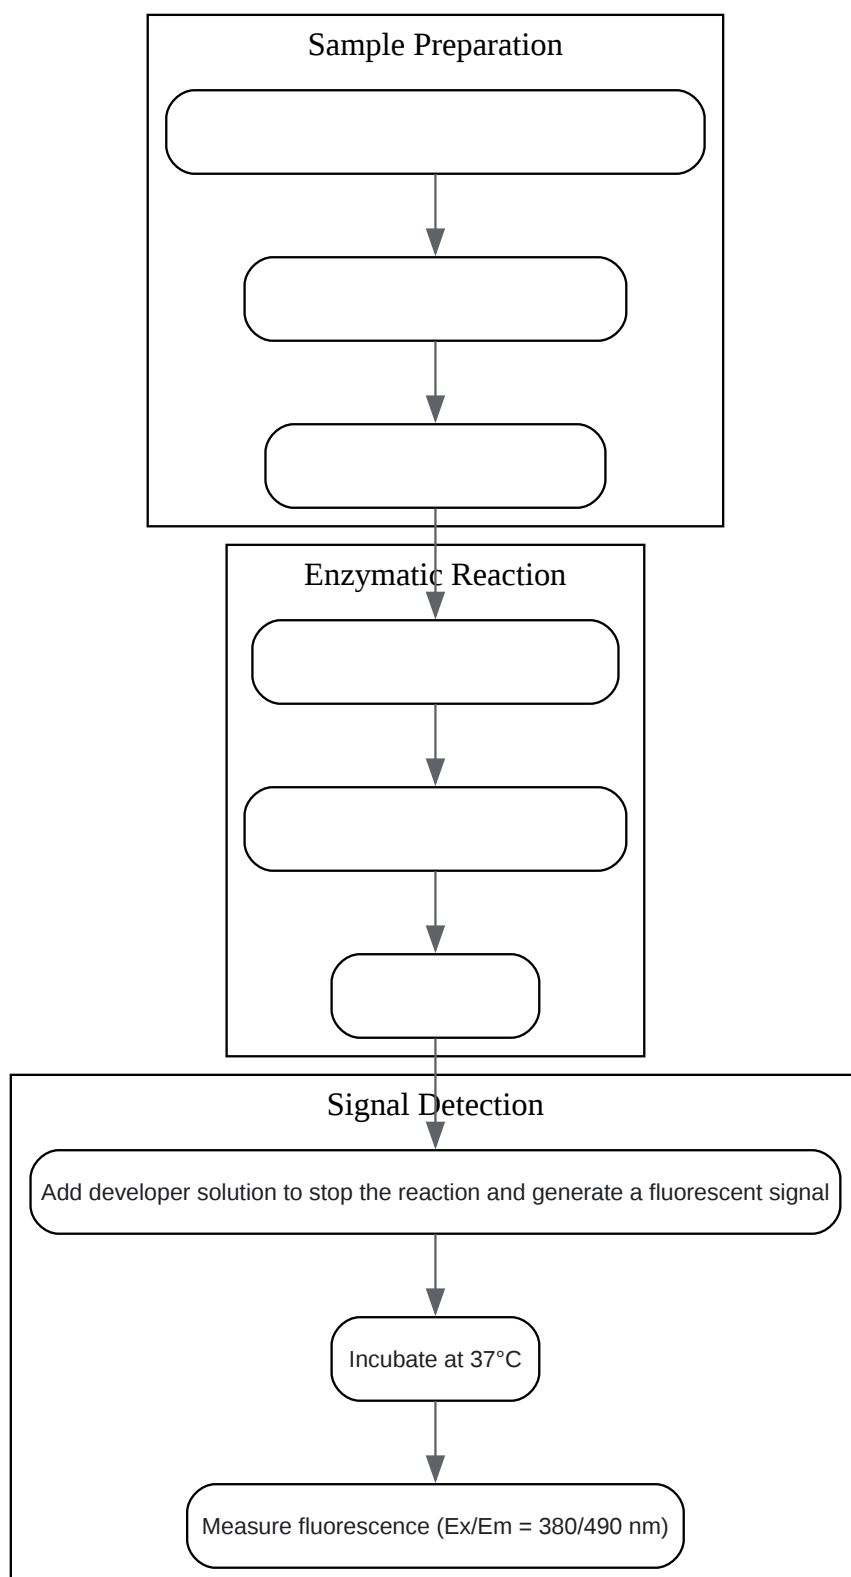 Sample Preparation
Enzymatic Reaction
Signal Detection
Add developer solution to stop the reaction and generate a fluorescent signal
Incubate at 37°C
Measure fluorescence (Ex/Em = 380/490 nm)